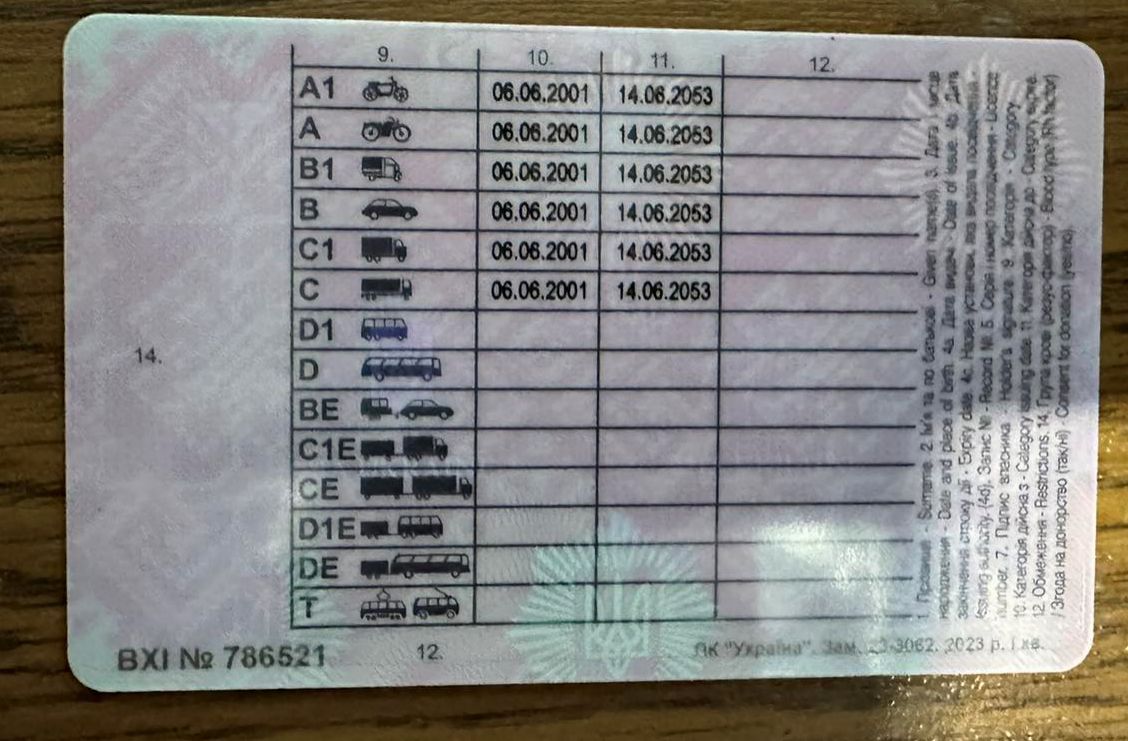 9. 10. 11. 12.
A1 06.06.2001 14.06.2053
A 06.06.2001 14.06.2053
B1 06.06.2001 14.06.2053
B 06.06.2001 14.06.2053
C1 06.06.2001 14.06.2053
C 06.06.2001 14.06.2053
D1
D
BE
C1E
CE
D1E
DE
T
14.
BXI № 786521
12.
ПК "Україна". Зам. 23-3062. 2023 р. I кв.
1. Прізвище - Surname. 2. Ім'я та по батькові - Given name(s). 3. Дата і місце
народження - Date and place of birth. 4a. Дата видачі - Date of issue. 4b. Дата
закінчення строку дії - Expiry date. 4c. Назва установи, яка видала посвідчення -
Issuing authority. (4d). Запис № - Record №. 5. Серія і номер посвідчення - Licence
number. 7. Підпис власника - Holder's signature. 9. Категорія - Category.
10. Категорія дійсна з - Category issuing date. 11. Категорія дійсна до - Category expire.
12. Обмеження - Restrictions. 14. Група крові (резус-фактор) - Blood type (Rh factor)
/ Згода на донорство (так/ні) - Consent for donation (yes/no).